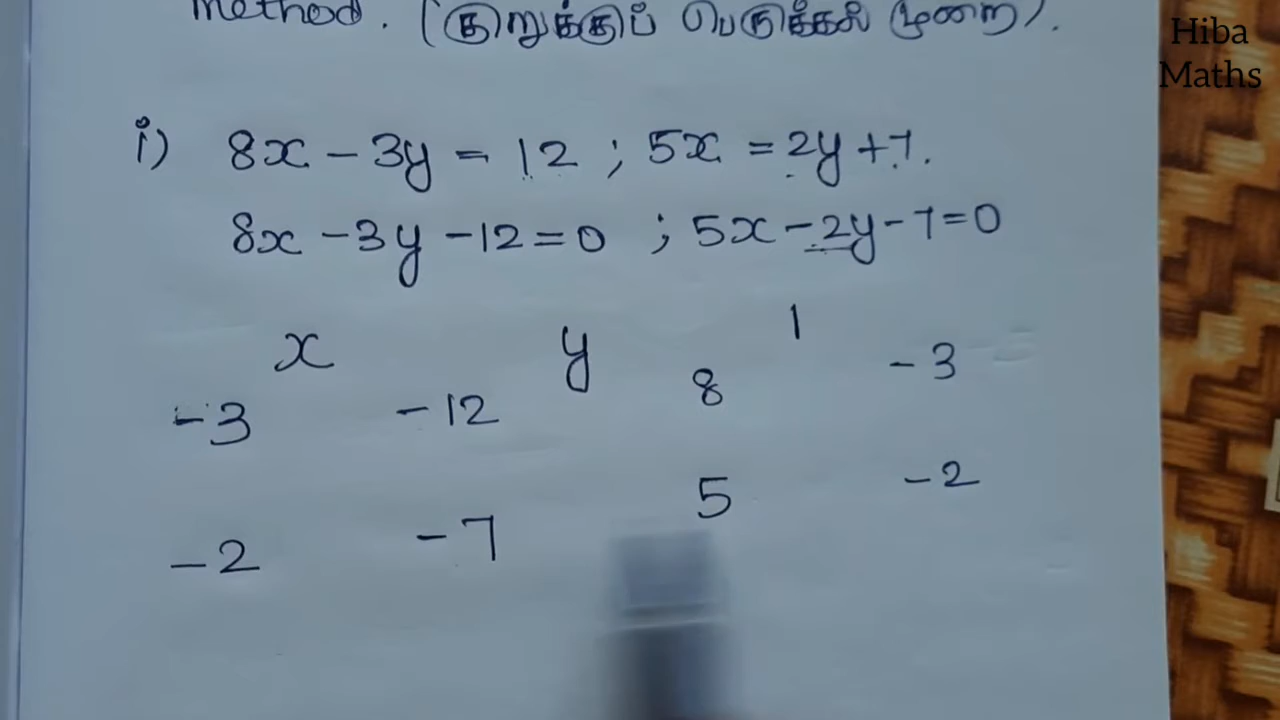 method. (குறுக்குப் பெருக்கல் முறை).
Hiba
Maths
i) 8x - 3y = 12 ; 5x = 2y + 7.
8x - 3y - 12 = 0 ; 5x - 2y - 7 = 0
x y 1
-3 -12 8 -3
-2 -7 5 -2